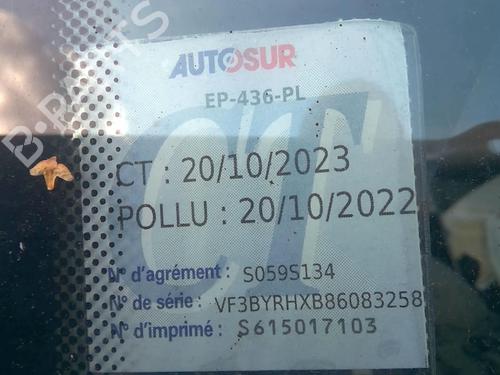 AUTOSUR
EP-436-PL
CT
CT : 20/10/2023
POLLU : 20/10/2022
N° d'agrément : S059S134
N° de série : VF3BYRHXB86083258
N° d'imprimé : S615017103
B-PARTS